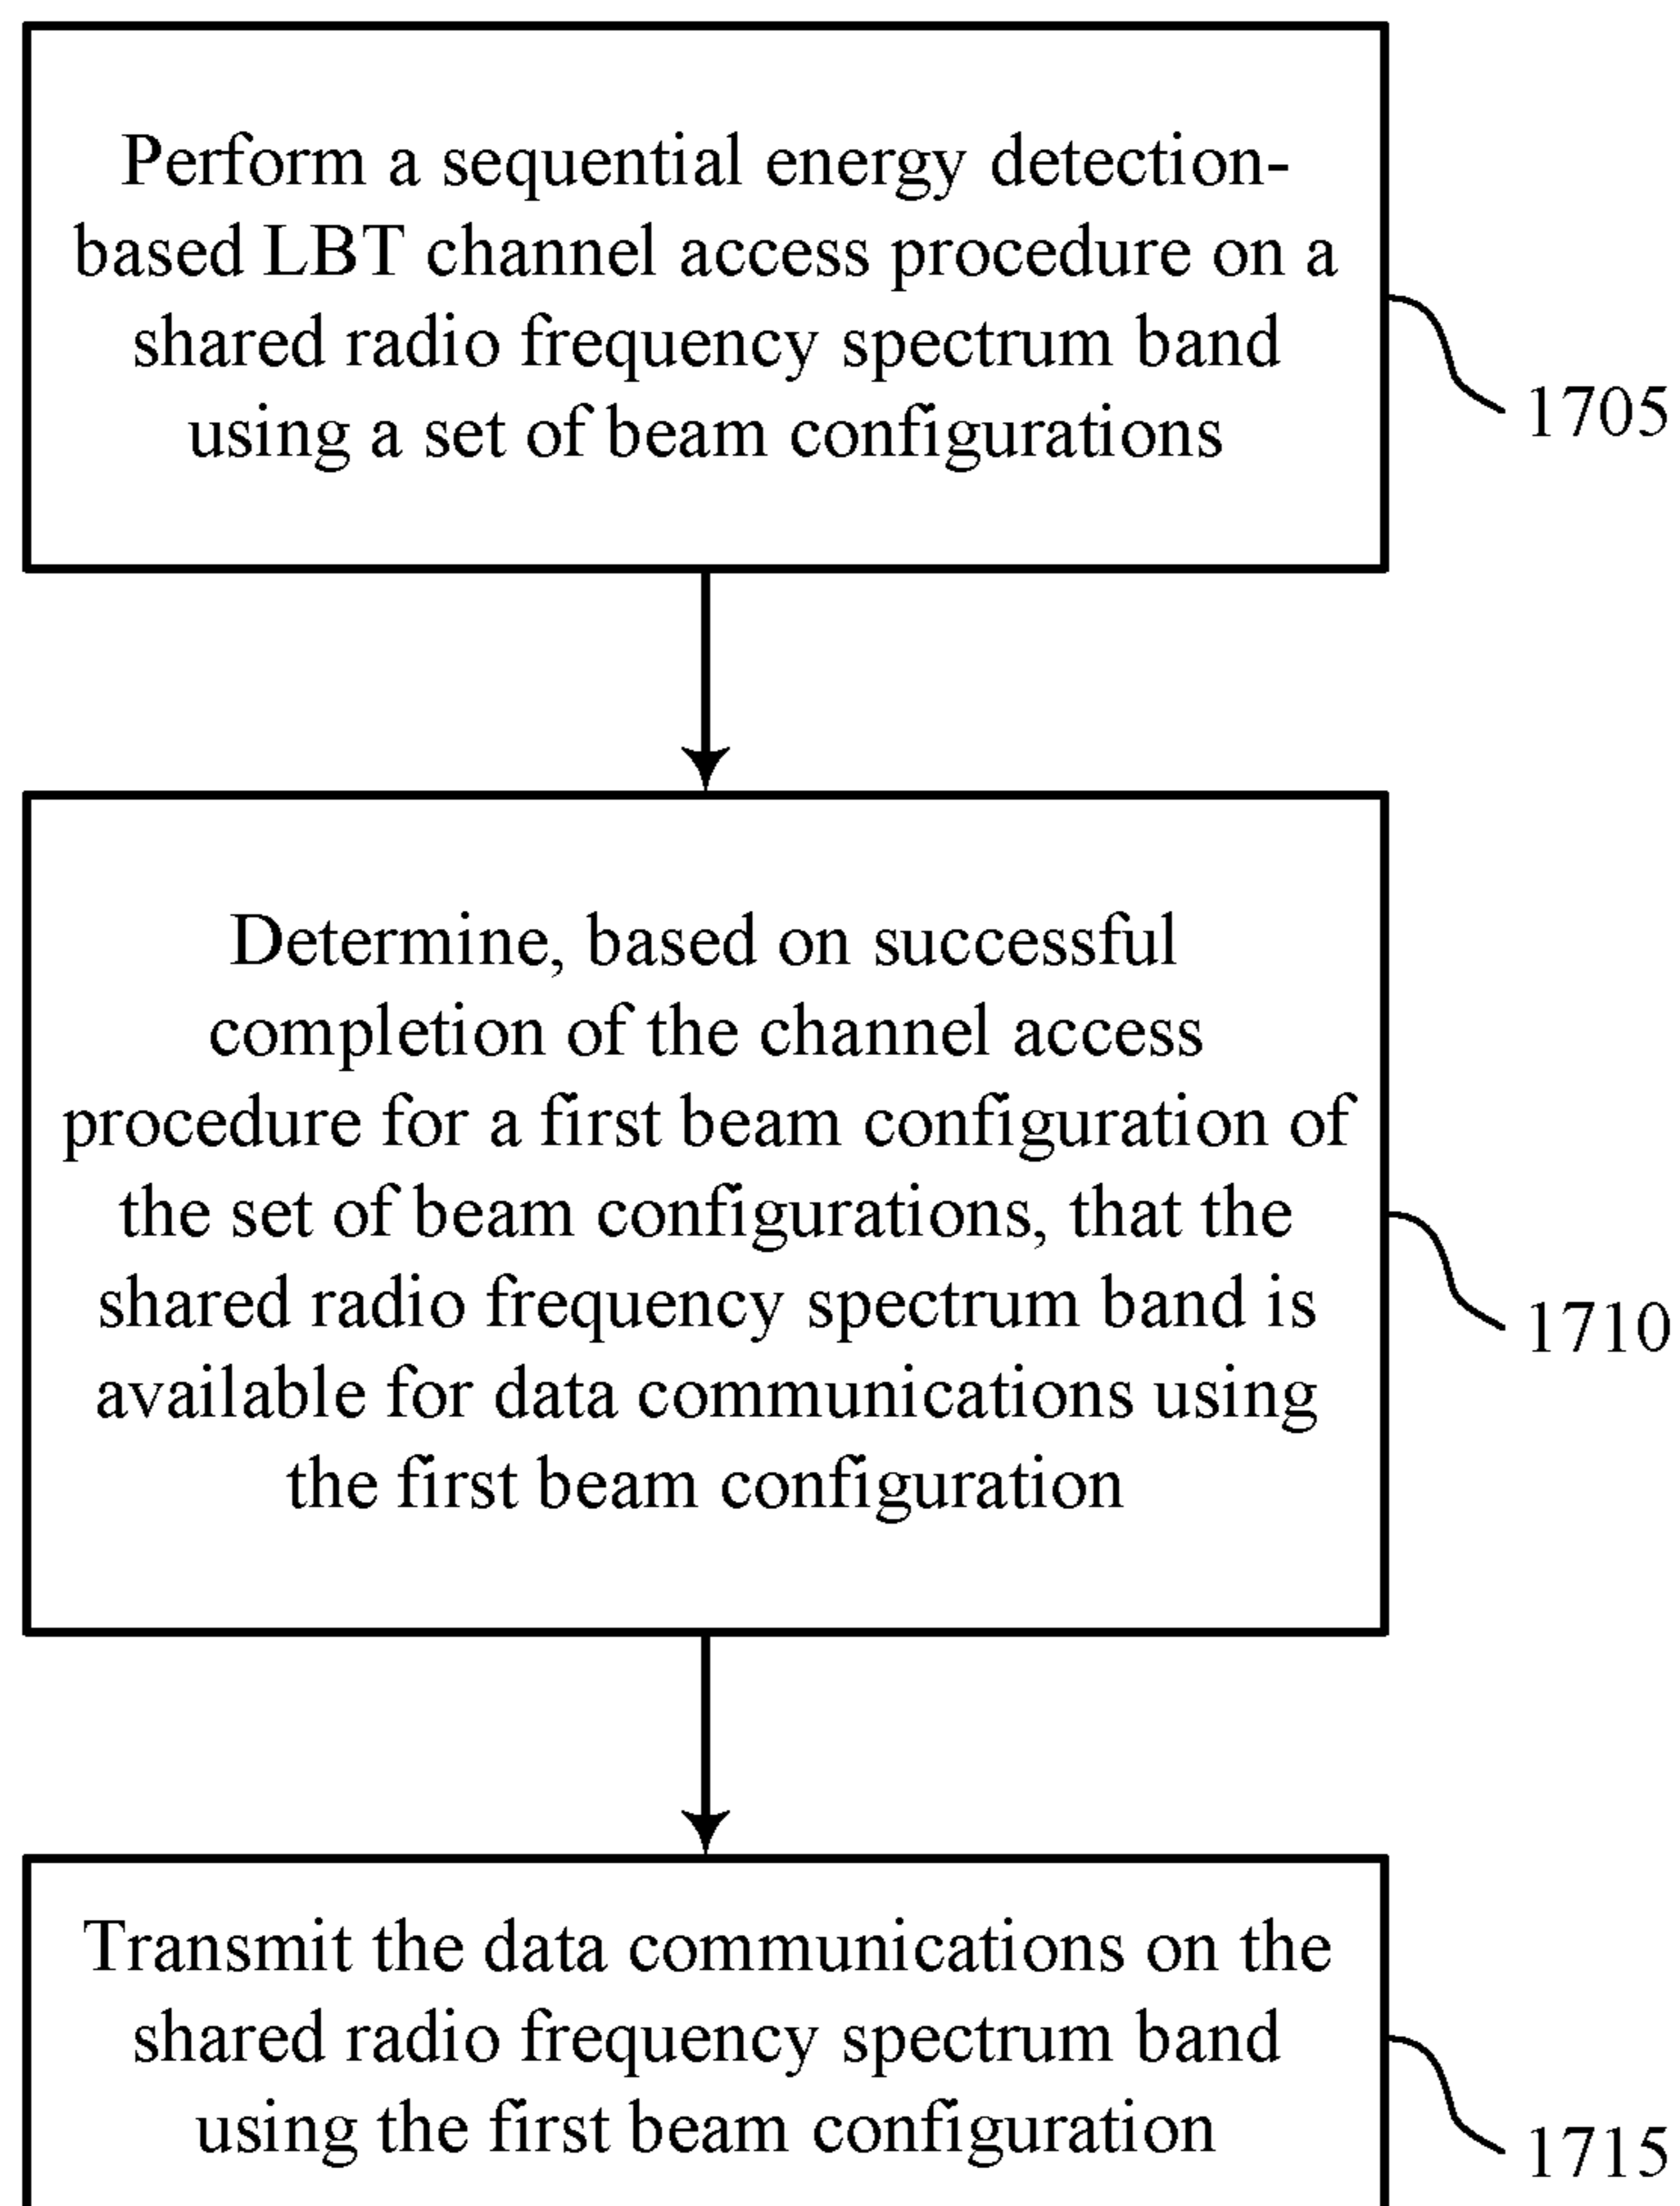 Perform a sequential energy detection-
based LBT channel access procedure on a
shared radio frequency spectrum band
using a set of beam configurations
1705
Determine, based on successful
completion of the channel access
procedure for a first beam configuration of
the set of beam configurations, that the
shared radio frequency spectrum band is
available for data communications using
the first beam configuration
1710
Transmit the data communications on the
shared radio frequency spectrum band
using the first beam configuration
1715